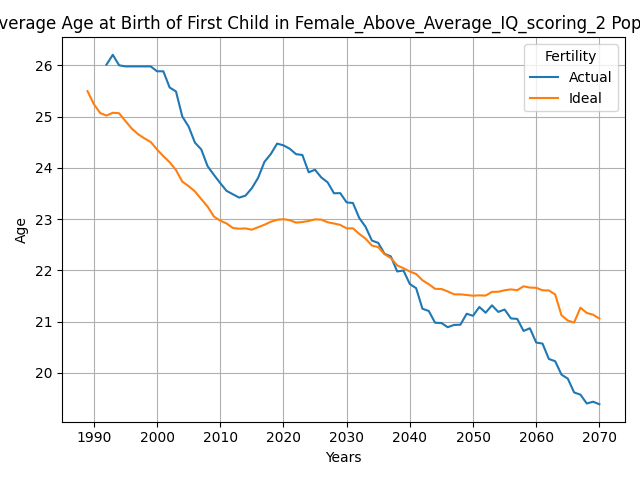 verage Age at Birth of First Child in Female_Above_Average_IQ_scoring_2 Pop
Fertility
Actual
Ideal
26
25
24
23
22
21
20
Age
1990 2000 2010 2020 2030 2040 2050 2060 2070
Years